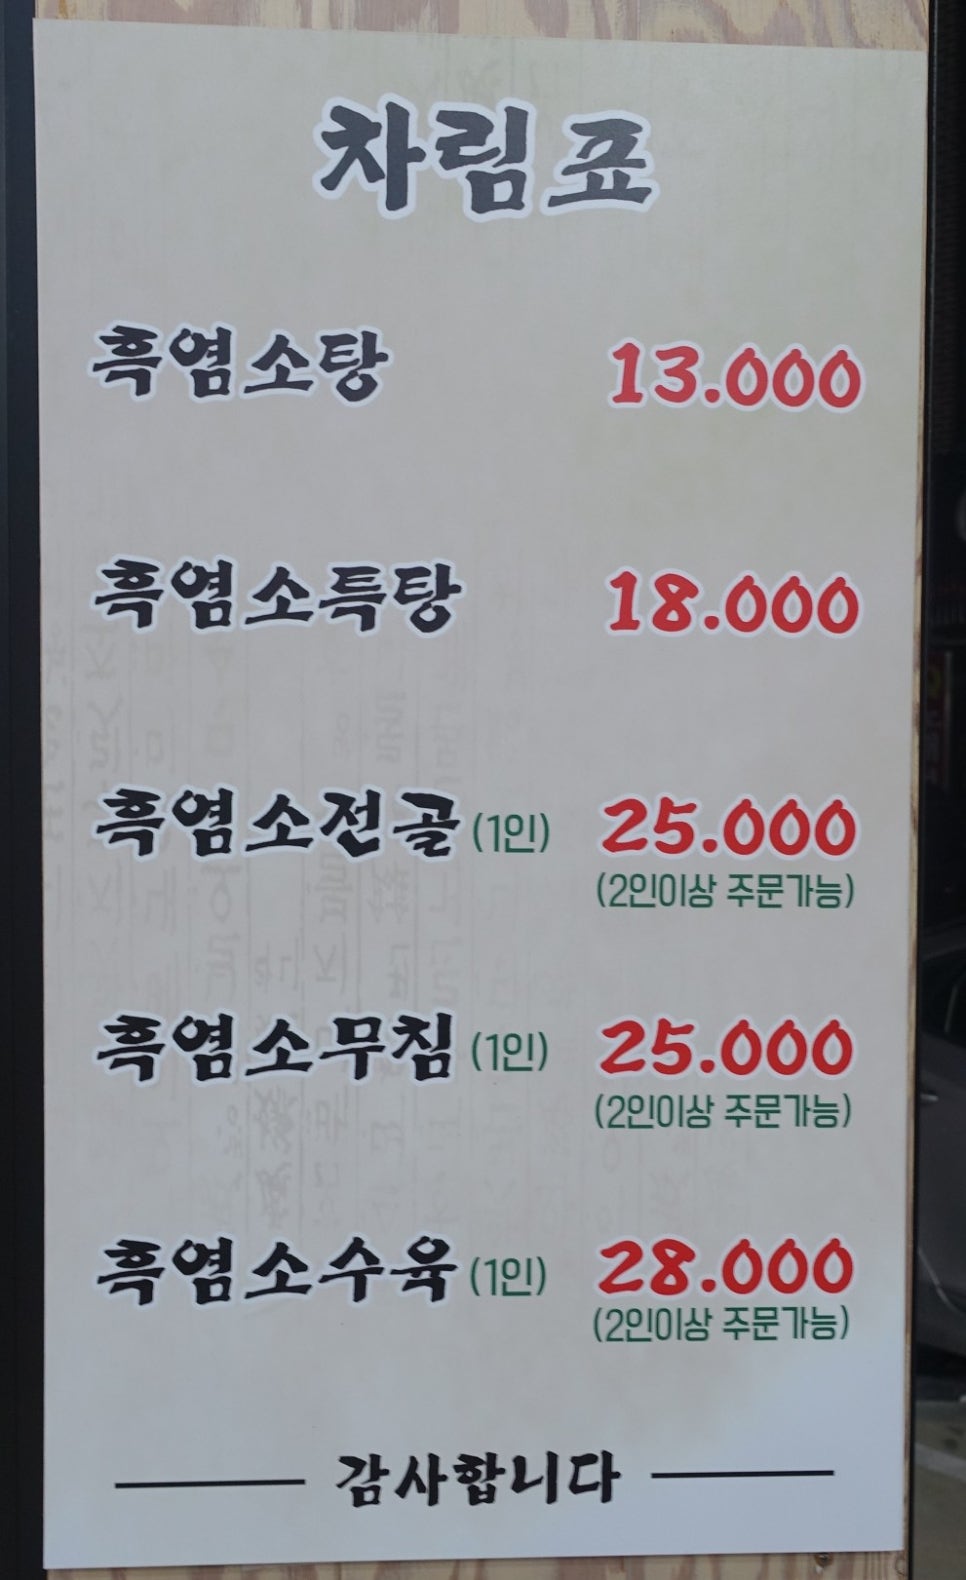 차림표
흑염소탕 13.000
흑염소특탕 18.000
흑염소전골 (1인) 25.000
(2인이상 주문가능)
흑염소무침 (1인) 25.000
(2인이상 주문가능)
흑염소수육 (1인) 28.000
(2인이상 주문가능)
감사합니다